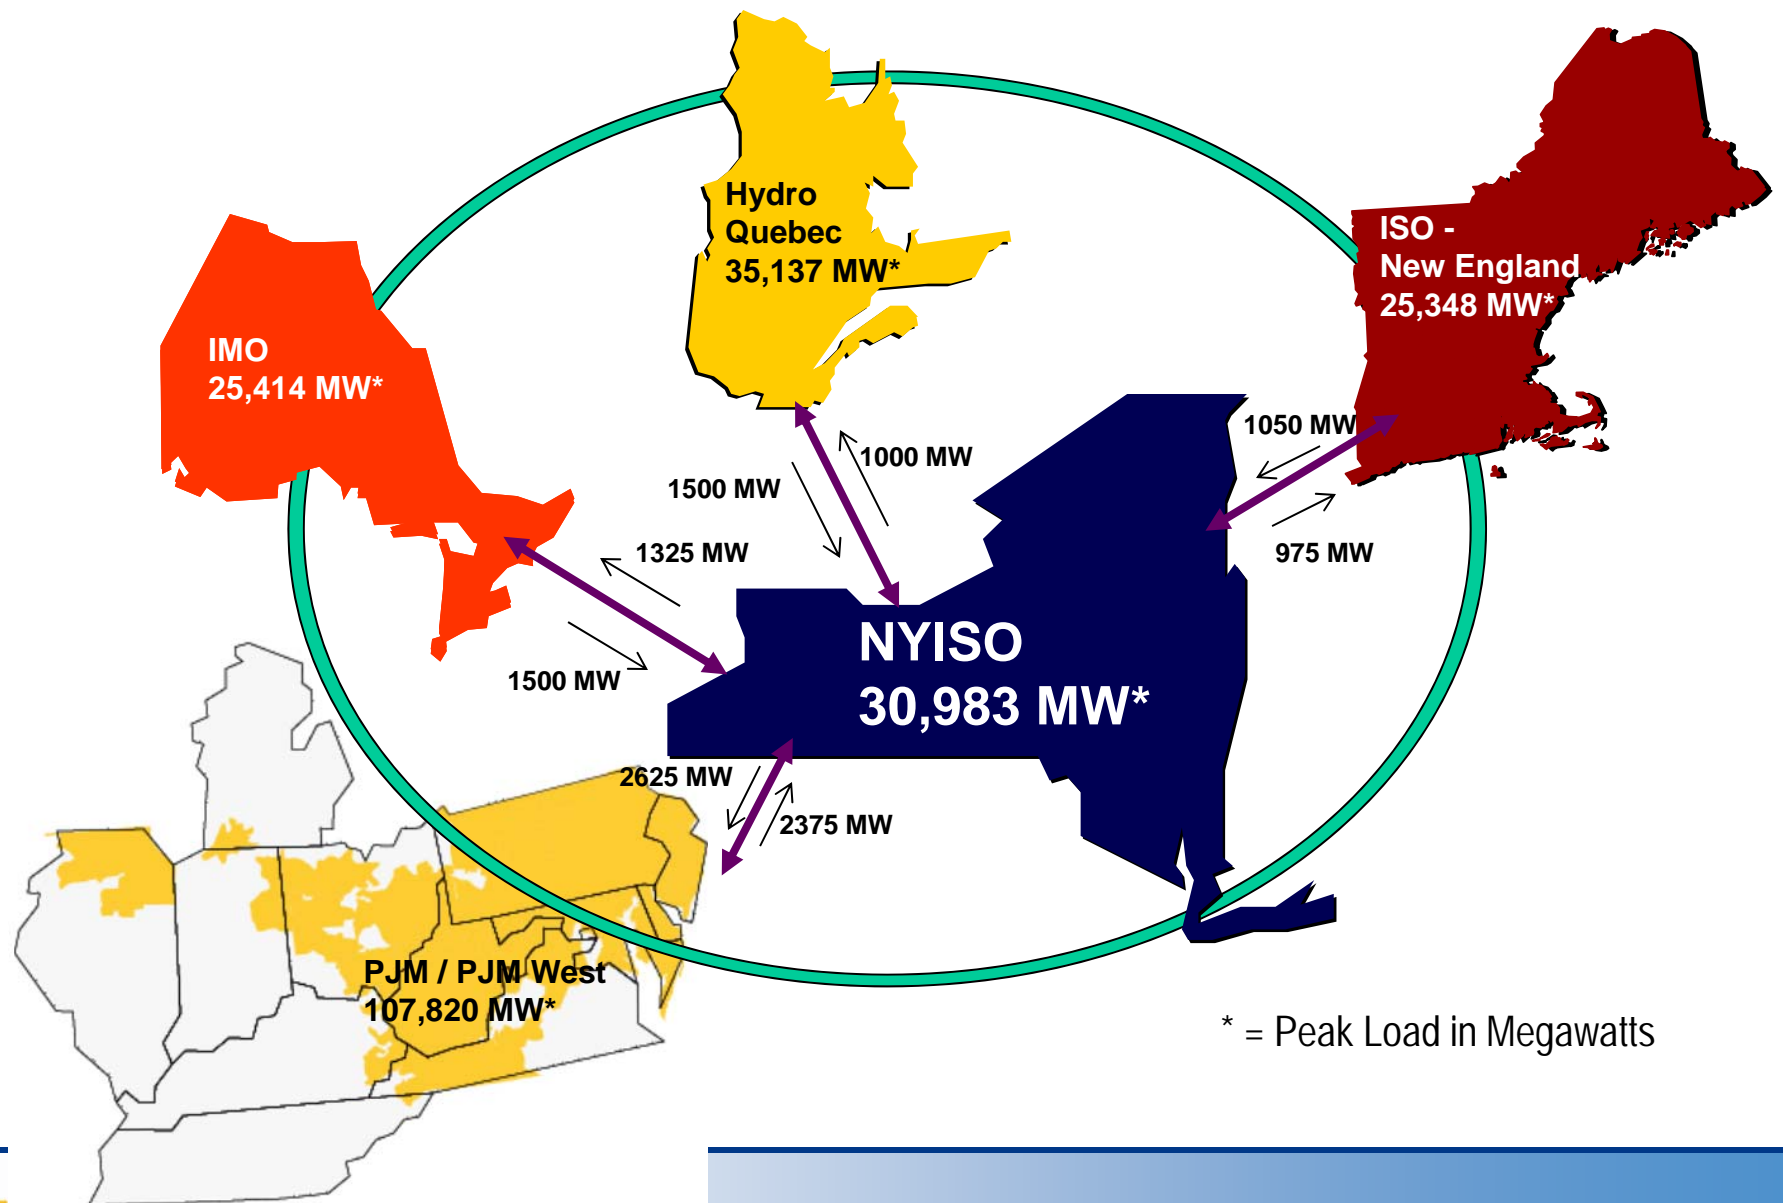 Hydro
Quebec
35,137 MW*
ISO -
New England
25,348 MW*
IMO
25,414 MW*
1050 MW
1000 MW
1500 MW
1325 MW
975 MW
NYISO
30,983 MW*
1500 MW
2625 MW
2375 MW
PJM / PJM West
107,820 MW*
* = Peak Load in Megawatts